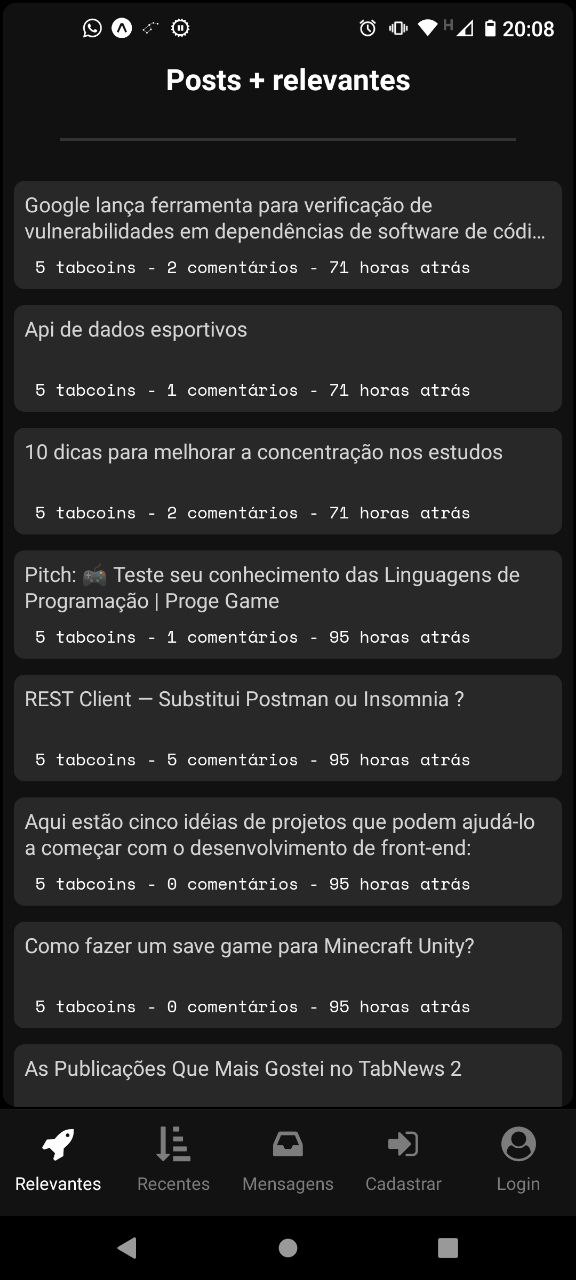 H 20:08
Posts + relevantes
Google lança ferramenta para verificação de
vulnerabilidades em dependências de software de códi...
5 tabcoins - 2 comentários - 71 horas atrás
Api de dados esportivos
5 tabcoins - 1 comentários - 71 horas atrás
10 dicas para melhorar a concentração nos estudos
5 tabcoins - 2 comentários - 71 horas atrás
Pitch: 🎮 Teste seu conhecimento das Linguagens de
Programação | Proge Game
5 tabcoins - 1 comentários - 95 horas atrás
REST Client — Substitui Postman ou Insomnia ?
5 tabcoins - 5 comentários - 95 horas atrás
Aqui estão cinco idéias de projetos que podem ajudá-lo
a começar com o desenvolvimento de front-end:
5 tabcoins - 0 comentários - 95 horas atrás
Como fazer um save game para Minecraft Unity?
5 tabcoins - 0 comentários - 95 horas atrás
As Publicações Que Mais Gostei no TabNews 2
Relevantes Recentes Mensagens Cadastrar Login